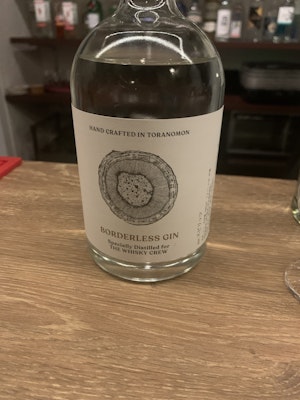 HAND CRAFTED IN TORANOMON
BORDERLESS GIN
Specially Distilled for
THE WHISKY CREW